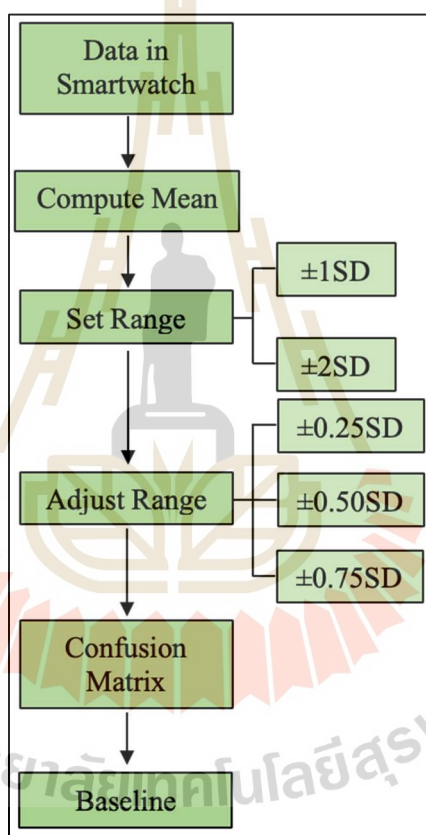 Data in
Smartwatch
Compute Mean
±1SD
Set Range
±2SD
±0.25SD
Adjust Range
±0.50SD
±0.75SD
Confusion
Matrix
ยาลัยเทคโนโลยีสุร
Baseline